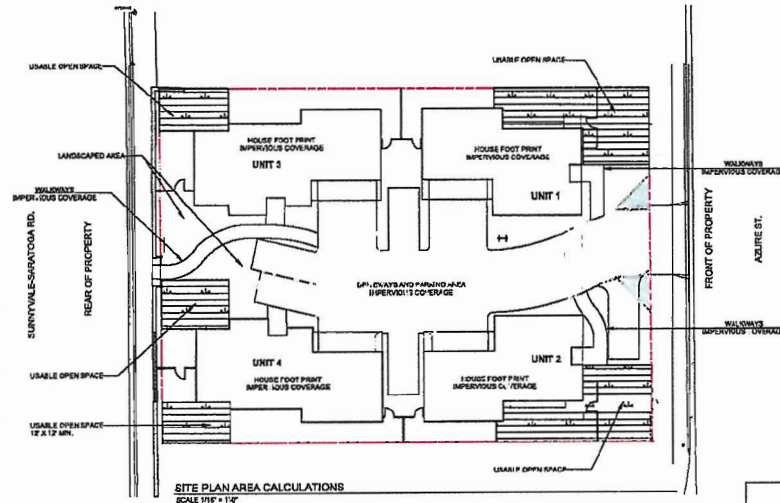 USABLE OPEN SPACE
USABLE OPEN SPACE
HOUSE FOOT PRINT
IMPERVIOUS COVERAGE
UNIT 3
HOUSE FOOT PRINT
IMPERVIOUS COVERAGE
UNIT 1
LANDSCAPED AREA
WALKWAYS
IMPERVIOUS COVERAGE
WALKWAYS
IMPERVIOUS COVERAGE
SUNNYVALE-SARATOGA RD.
REAR OF PROPERTY
FRONT OF PROPERTY
AZURE ST.
DRIVEWAYS AND PARKING AREA
IMPERVIOUS COVERAGE
WALKWAYS
IMPERVIOUS COVERAGE
UNIT 4
HOUSE FOOT PRINT
IMPERVIOUS COVERAGE
UNIT 2
HOUSE FOOT PRINT
IMPERVIOUS COVERAGE
USABLE OPEN SPACE
USABLE OPEN SPACE
12' X 12' MIN.
USABLE OPEN SPACE
SITE PLAN AREA CALCULATIONS
SCALE 1/16" = 1'-0"